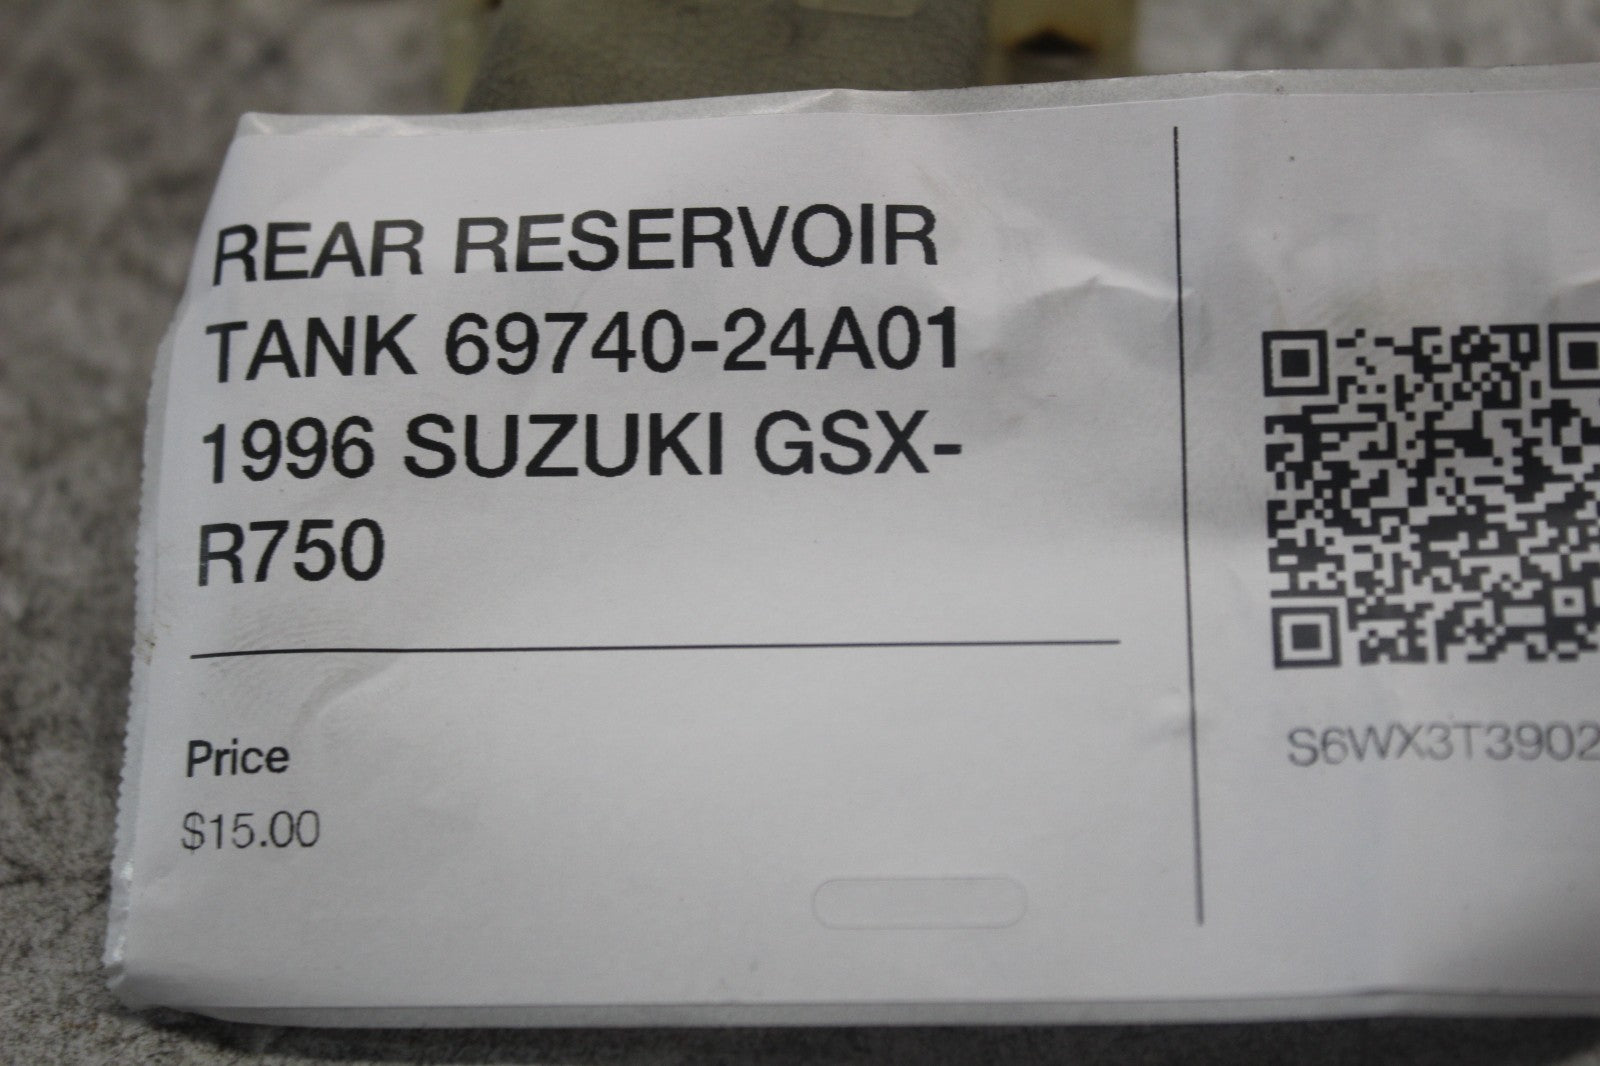 REAR RESERVOIR
TANK 69740-24A01
1996 SUZUKI GSX-
R750
Price
$15.00
S6WX3T3902